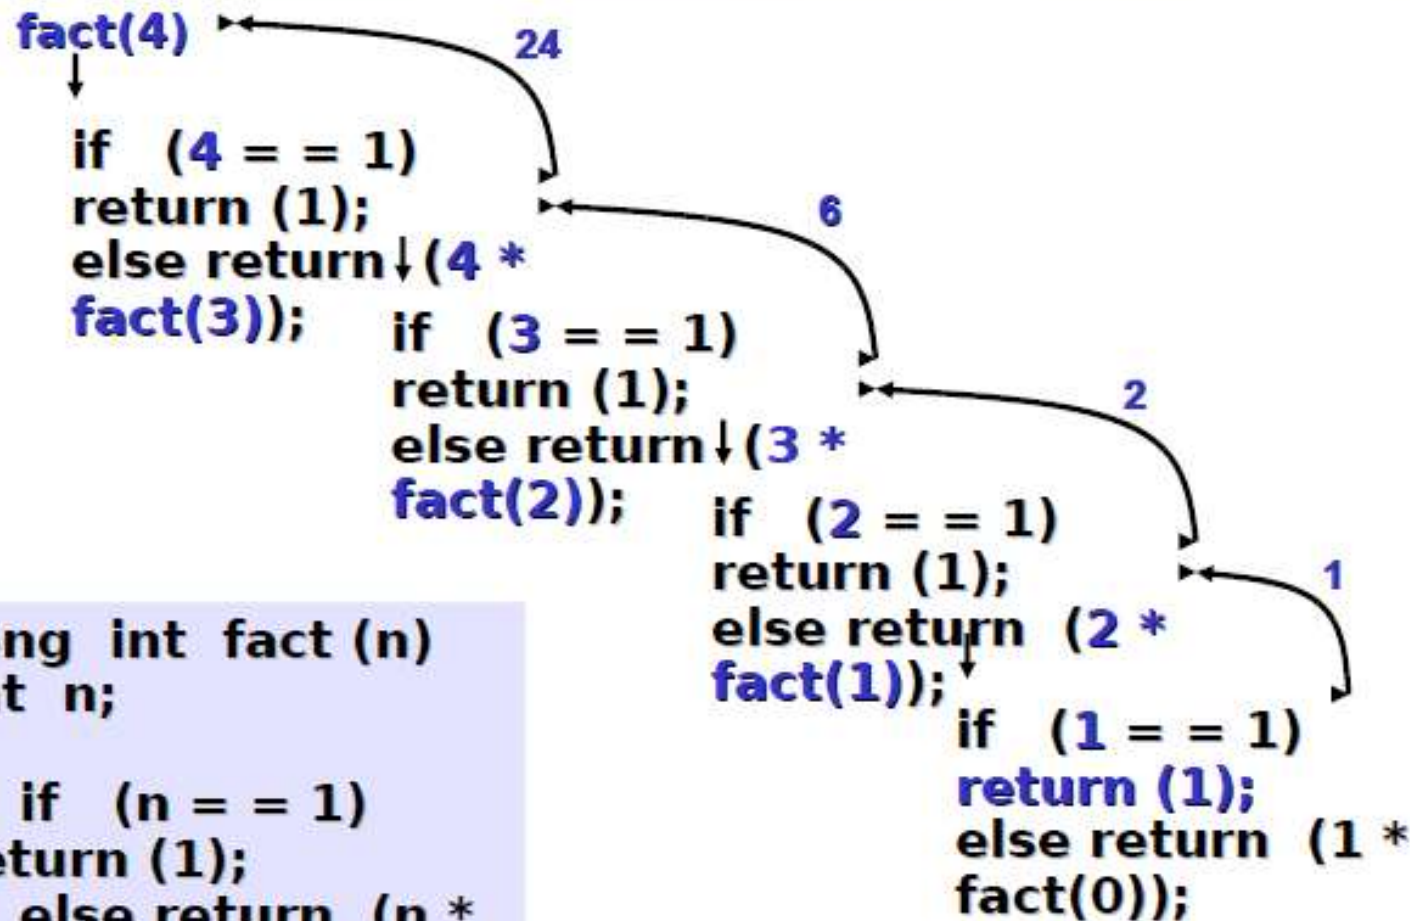 fact(4)
24
if (4 = = 1)
return (1);
else return (4 *
fact(3));
6
if (3 = = 1)
return (1);
else return (3 *
fact(2));
2
if (2 = = 1)
return (1);
else return (2 *
fact(1));
1
if (1 = = 1)
return (1);
else return (1 *
fact(0));
ng int fact (n)
t n;
if (n = = 1)
eturn (1);
else return (n *